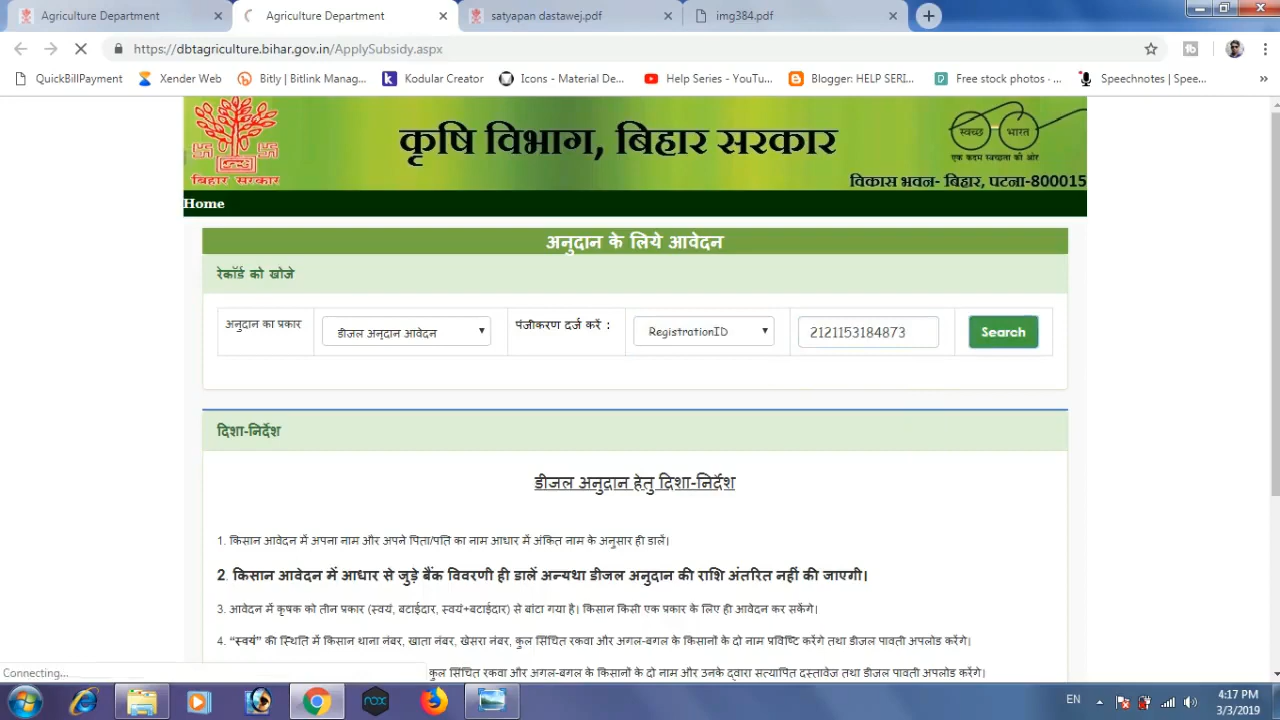 Agriculture Department
Agriculture Department
satyapan dastawej.pdf
img384.pdf
https://dbtagriculture.bihar.gov.in/ApplySubsidy.aspx
QuickBillPayment
Xender Web
Bitly | Bitlink Manag...
Kodular Creator
Icons - Material De...
Help Series - YouTu...
Blogger HELP SERI...
Free stock photos · ...
Speechnotes | Spee...
»
कृषि विभाग, बिहार सरकार
स्वच्छ भारत
एक कदम स्वच्छता की ओर
बिहार सरकार
विकास भवन- बिहार, पटना-800015
Home
अनुदान के लिये आवेदन
रेकॉर्ड को खोजे
अनुदान का प्रकार
डीजल अनुदान आवेदन
पंजीकरण दर्ज करें :
RegistrationID
2121153184873
Search
दिशा-निर्देश
डीजल अनुदान हेतु दिशा-निर्देश
1. किसान आवेदन में अपना नाम और अपने पिता/पति का नाम आधार में अंकित नाम के अनुसार ही डालें।
2. किसान आवेदन में आधार से जुड़े बैंक विवरणी ही डालें अन्यथा डीजल अनुदान की राशि अंतरित नहीं की जाएगी।
3. आवेदन में कृषक को तीन प्रकार (स्वयं, बटाईदार, स्वयं+बटाईदार) से बांटा गया है। किसान किसी एक प्रकार के लिए ही आवेदन कर सकेंगे।
4. “स्वयं” की स्थिति में किसान थाना नंबर, खाता नंबर, खेसरा नंबर, कुल सिंचित रकवा और अगल-बगल के किसानों के दो नाम प्रविष्टि करेंगे तथा डीजल पावती अपलोड करेंगे।
कुल सिंचित रकवा और अगल-बगल के किसानों के दो नाम और उनके द्वारा सत्यापित दस्तावेज तथा डीजल पावती अपलोड करेंगे।
Connecting...
nox
EN
4:17 PM
3/3/2019